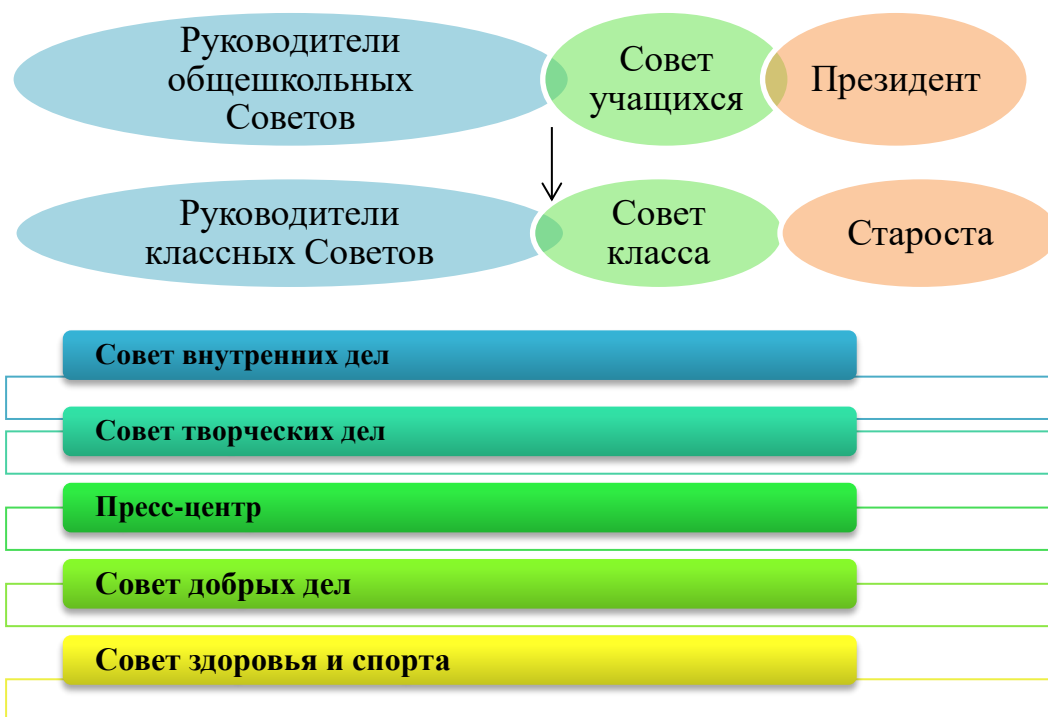 Руководители
общешкольных
Советов
Совет
учащихся
Президент
Руководители
классных Советов
Совет
класса
Староста
Совет внутренних дел
Совет творческих дел
Пресс-центр
Совет добрых дел
Совет здоровья и спорта